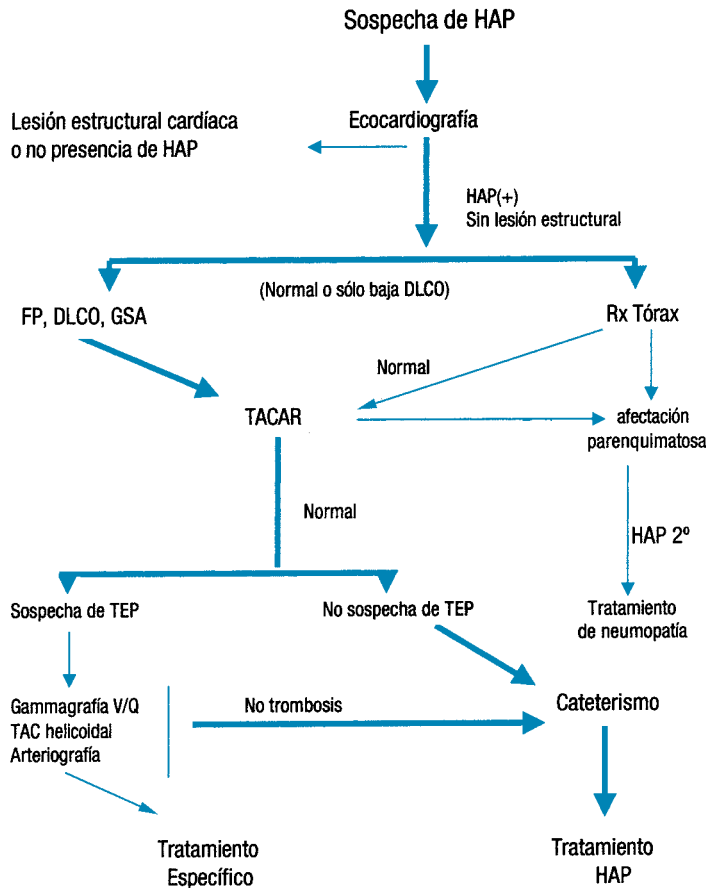 Sospecha de HAP
Ecocardiografía
Lesión estructural cardíaca
o no presencia de HAP
HAP(+)
Sin lesión estructural
(Normal o sólo baja DLCO)
FP, DLCO, GSA
Rx Tórax
Normal
TACAR
afectación
parenquimatosa
Normal
HAP 2º
Sospecha de TEP
No sospecha de TEP
Tratamiento
de neumopatía
Gammagrafía V/Q
TAC helicoidal
Arteriografía
No trombosis
Cateterismo
Tratamiento
Específico
Tratamiento
HAP